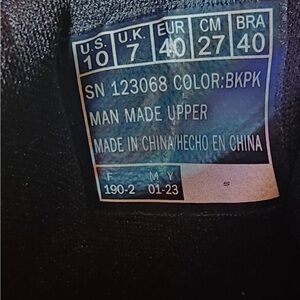 U.S. U.K. EUR CM BRA
10 7 40 27 40
SN 123068 COLOR:BKPK
MAN MADE UPPER
MADE IN CHINA/HECHO EN CHINA
F M Y
190-2 01-23 S